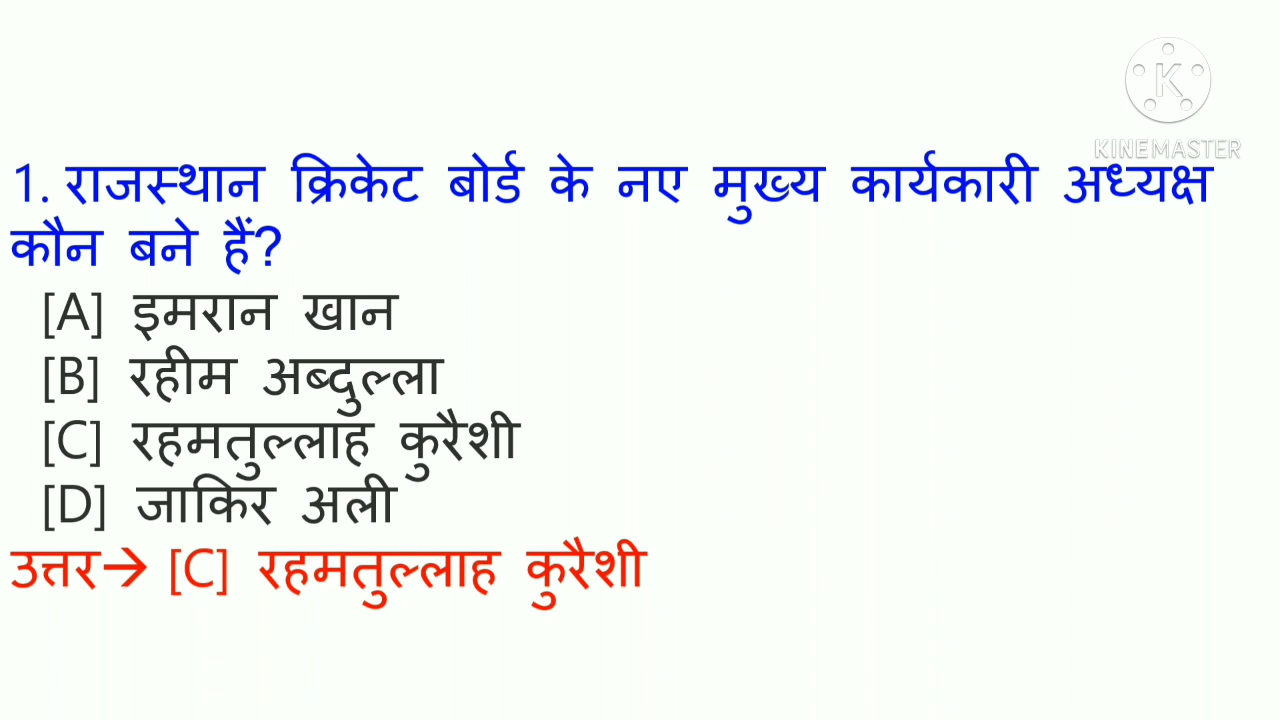 K
KINEMASTER
1. राजस्थान क्रिकेट बोर्ड के नए मुख्य कार्यकारी अध्यक्ष
कौन बने हैं?
[A] इमरान खान
[B] रहीम अब्दुल्ला
[C] रहमतुल्लाह कुरैशी
[D] जाकिर अली
उत्तर→ [C] रहमतुल्लाह कुरैशी